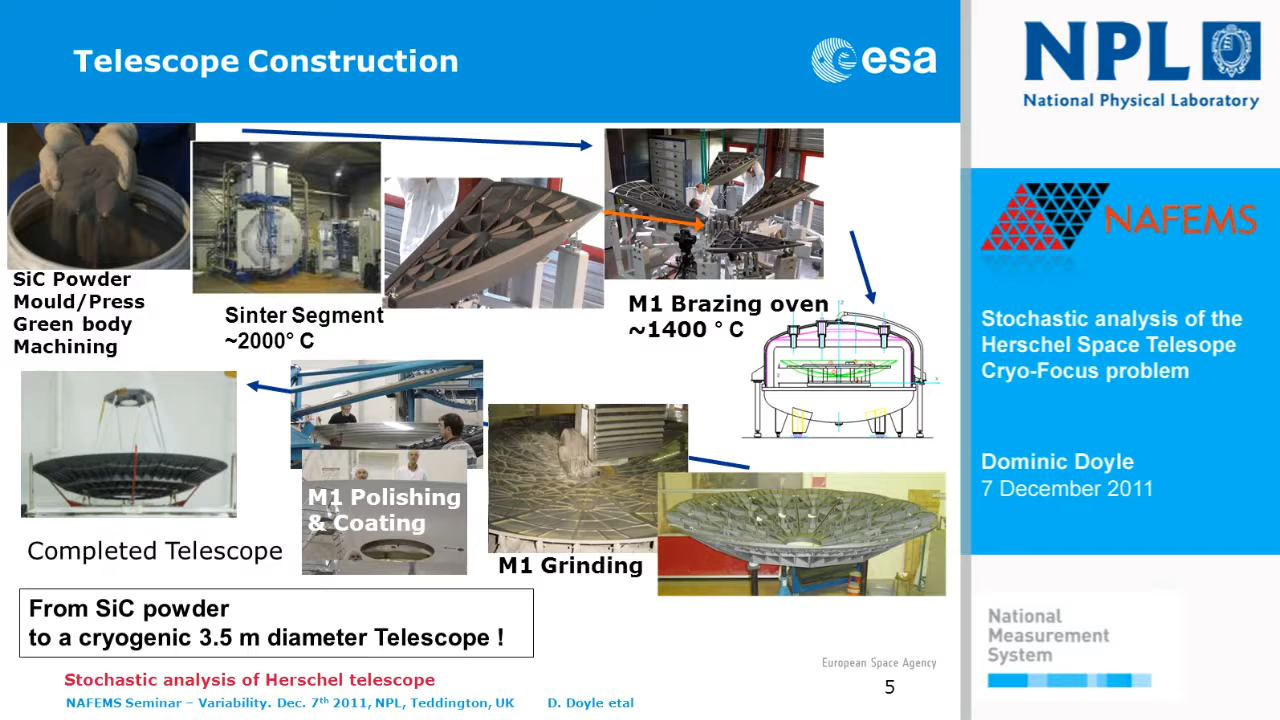 Telescope Construction
esa
SiC Powder
Mould/Press
Green body
Machining
Sinter Segment
~2000° C
M1 Brazing oven
~1400 ° C
M1 Polishing
& Coating
M1 Grinding
Completed Telescope
From SiC powder
to a cryogenic 3.5 m diameter Telescope !
European Space Agency
Stochastic analysis of Herschel telescope
5
NAFEMS Seminar – Variability. Dec. 7th 2011, NPL, Teddington, UK D. Doyle etal
NPL
National Physical Laboratory
NAFEMS
Stochastic analysis of the
Herschel Space Telesope
Cryo-Focus problem
Dominic Doyle
7 December 2011
National
Measurement
System